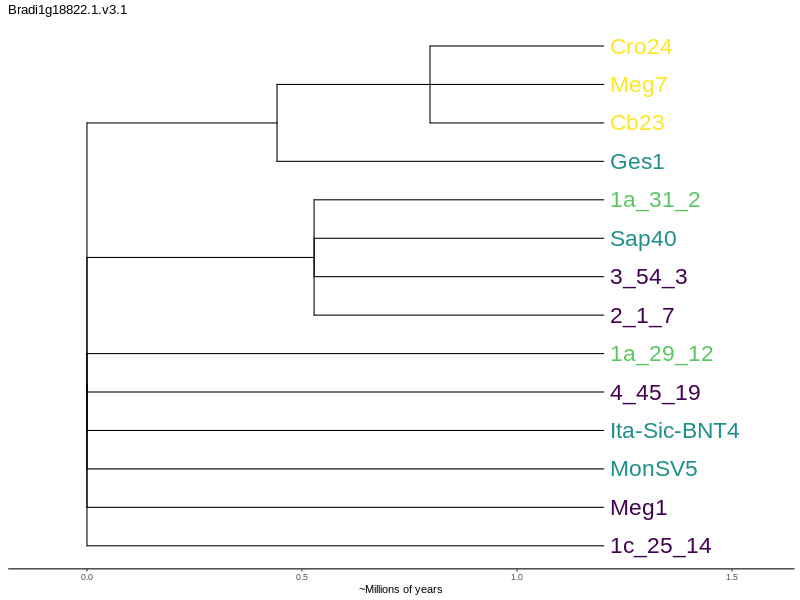 Bradi1g18822.1.v3.1
Cro24
Meg7
Cb23
Ges1
1a_31_2
Sap40
3_54_3
2_1_7
1a_29_12
4_45_19
Ita-Sic-BNT4
MonSV5
Meg1
1c_25_14
0.0 0.5 1.0 1.5
~Millions of years